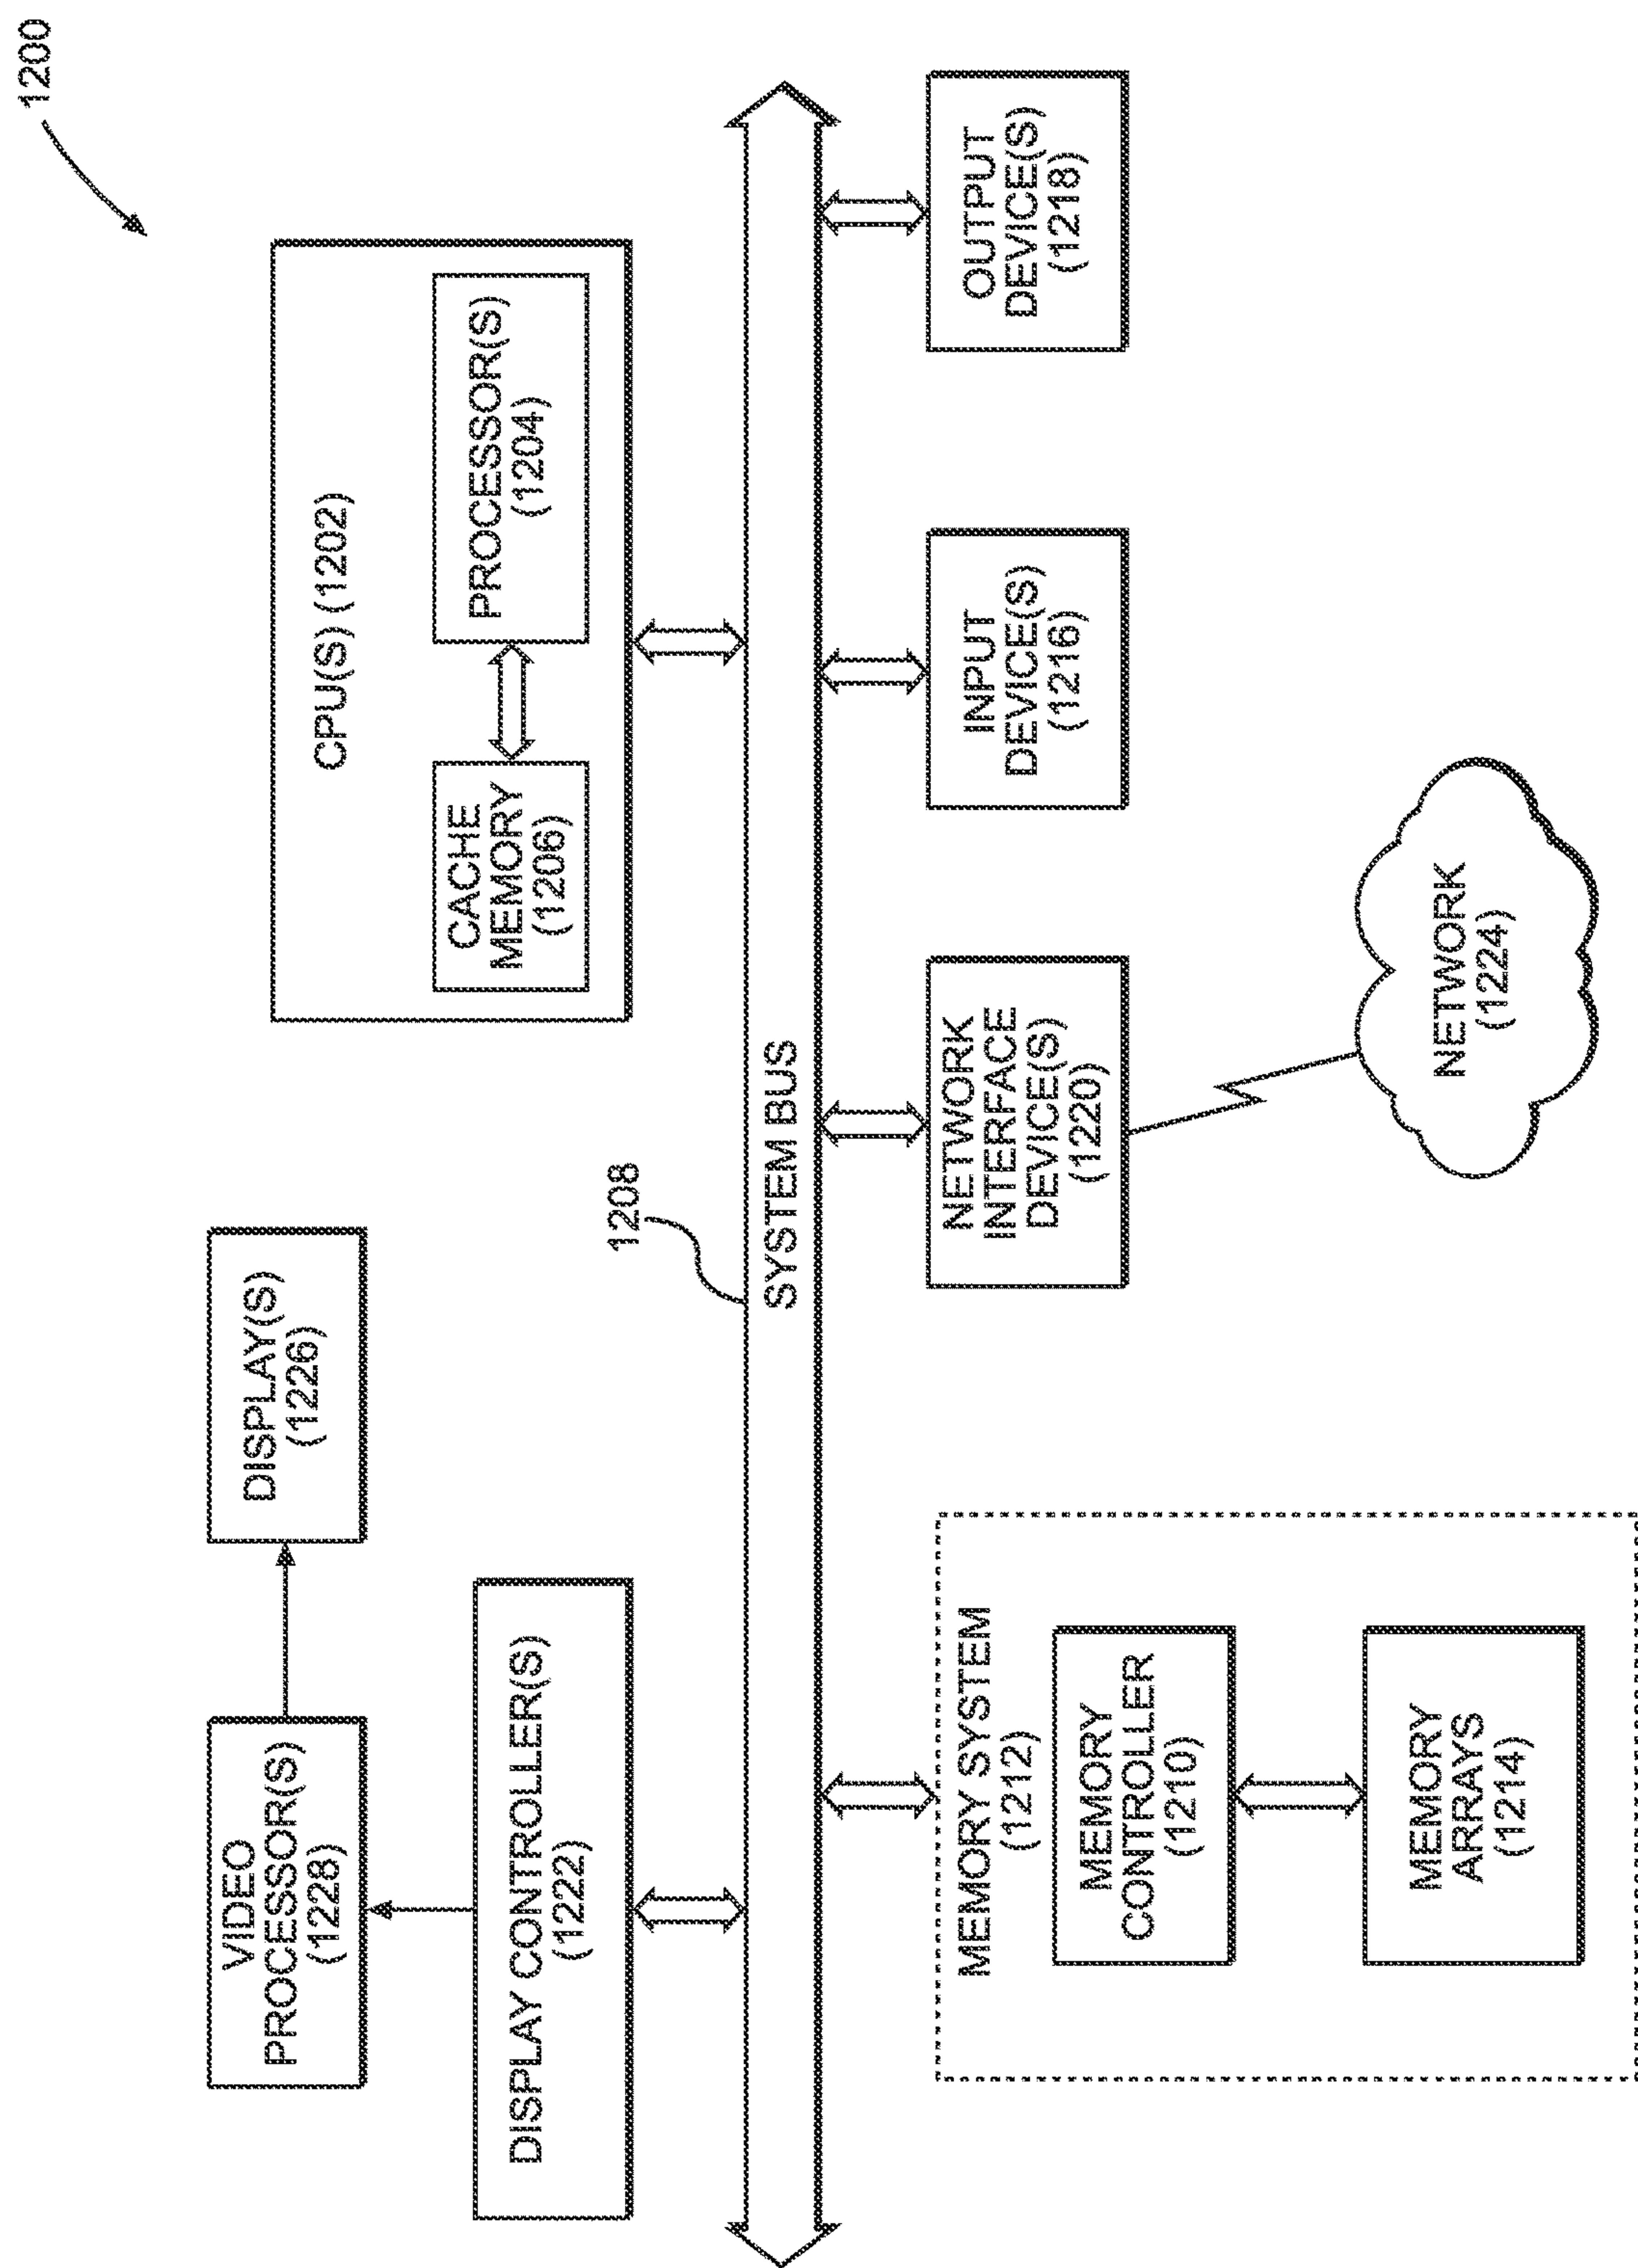 1200
CPU(S) (1202)
CACHE
MEMORY
(1206)
PROCESSOR(S)
(1204)
VIDEO
PROCESSOR(S)
(1228)
DISPLAY(S)
(1226)
DISPLAY CONTROLLER(S)
(1222)
1208
SYSTEM BUS
MEMORY SYSTEM
(1212)
MEMORY
CONTROLLER
(1210)
MEMORY
ARRAYS
(1214)
NETWORK
INTERFACE
DEVICE(S)
(1220)
INPUT
DEVICE(S)
(1216)
OUTPUT
DEVICE(S)
(1218)
NETWORK
(1224)